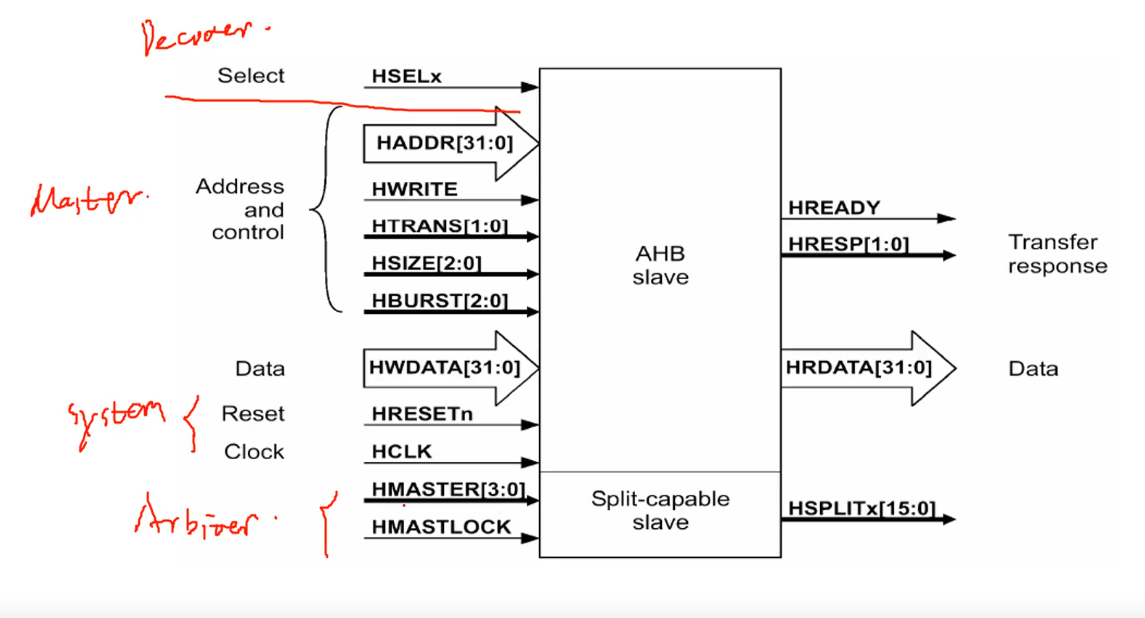 Decoder.
Select HSELx
HADDR[31:0]
Master.
Address
and
control
HWRITE
HTRANS[1:0]
HSIZE[2:0]
HBURST[2:0]
AHB
slave
HREADY
HRESP[1:0]
Transfer
response
Data HWDATA[31:0]
HRDATA[31:0] Data
system
Reset HRESETn
Clock HCLK
Arbiter.
HMASTER[3:0]
HMASTLOCK
Split-capable
slave
HSPLITx[15:0]